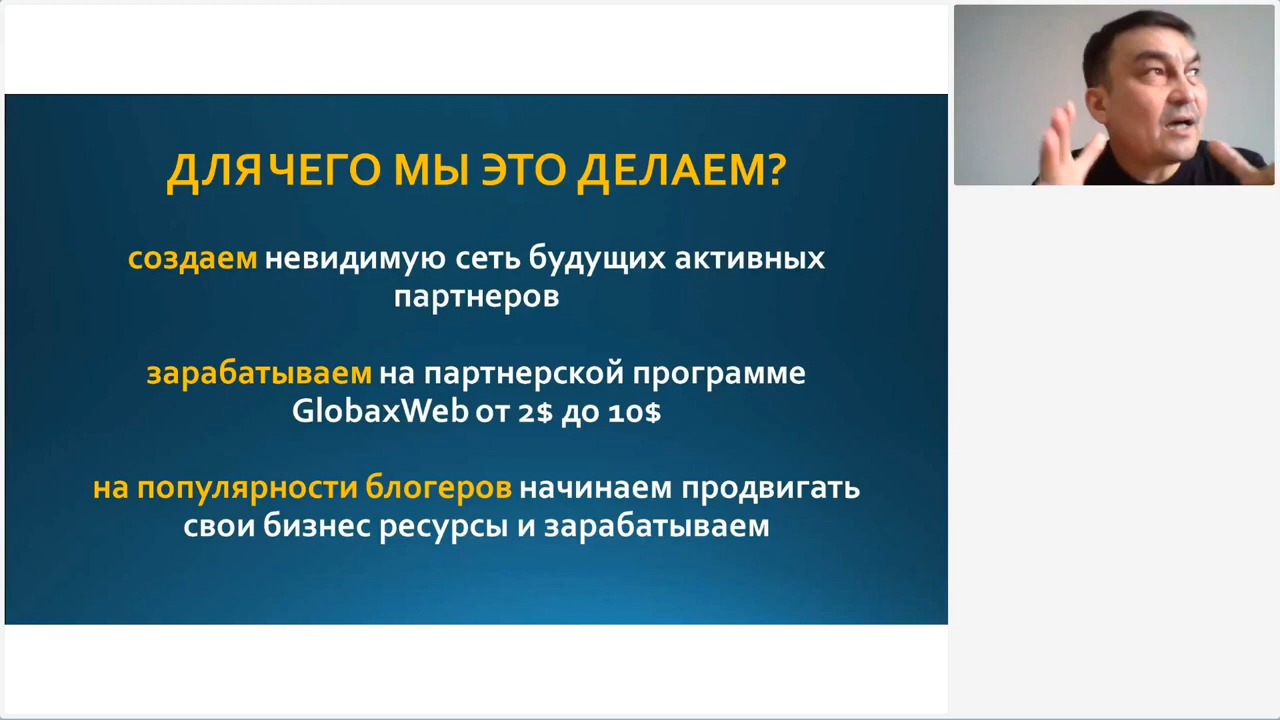 ДЛЯ ЧЕГО МЫ ЭТО ДЕЛАЕМ?
создаем невидимую сеть будущих активных
партнеров
зарабатываем на партнерской программе
GlobaxWeb от 2$ до 10$
на популярности блогеров начинаем продвигать
свои бизнес ресурсы и зарабатываем